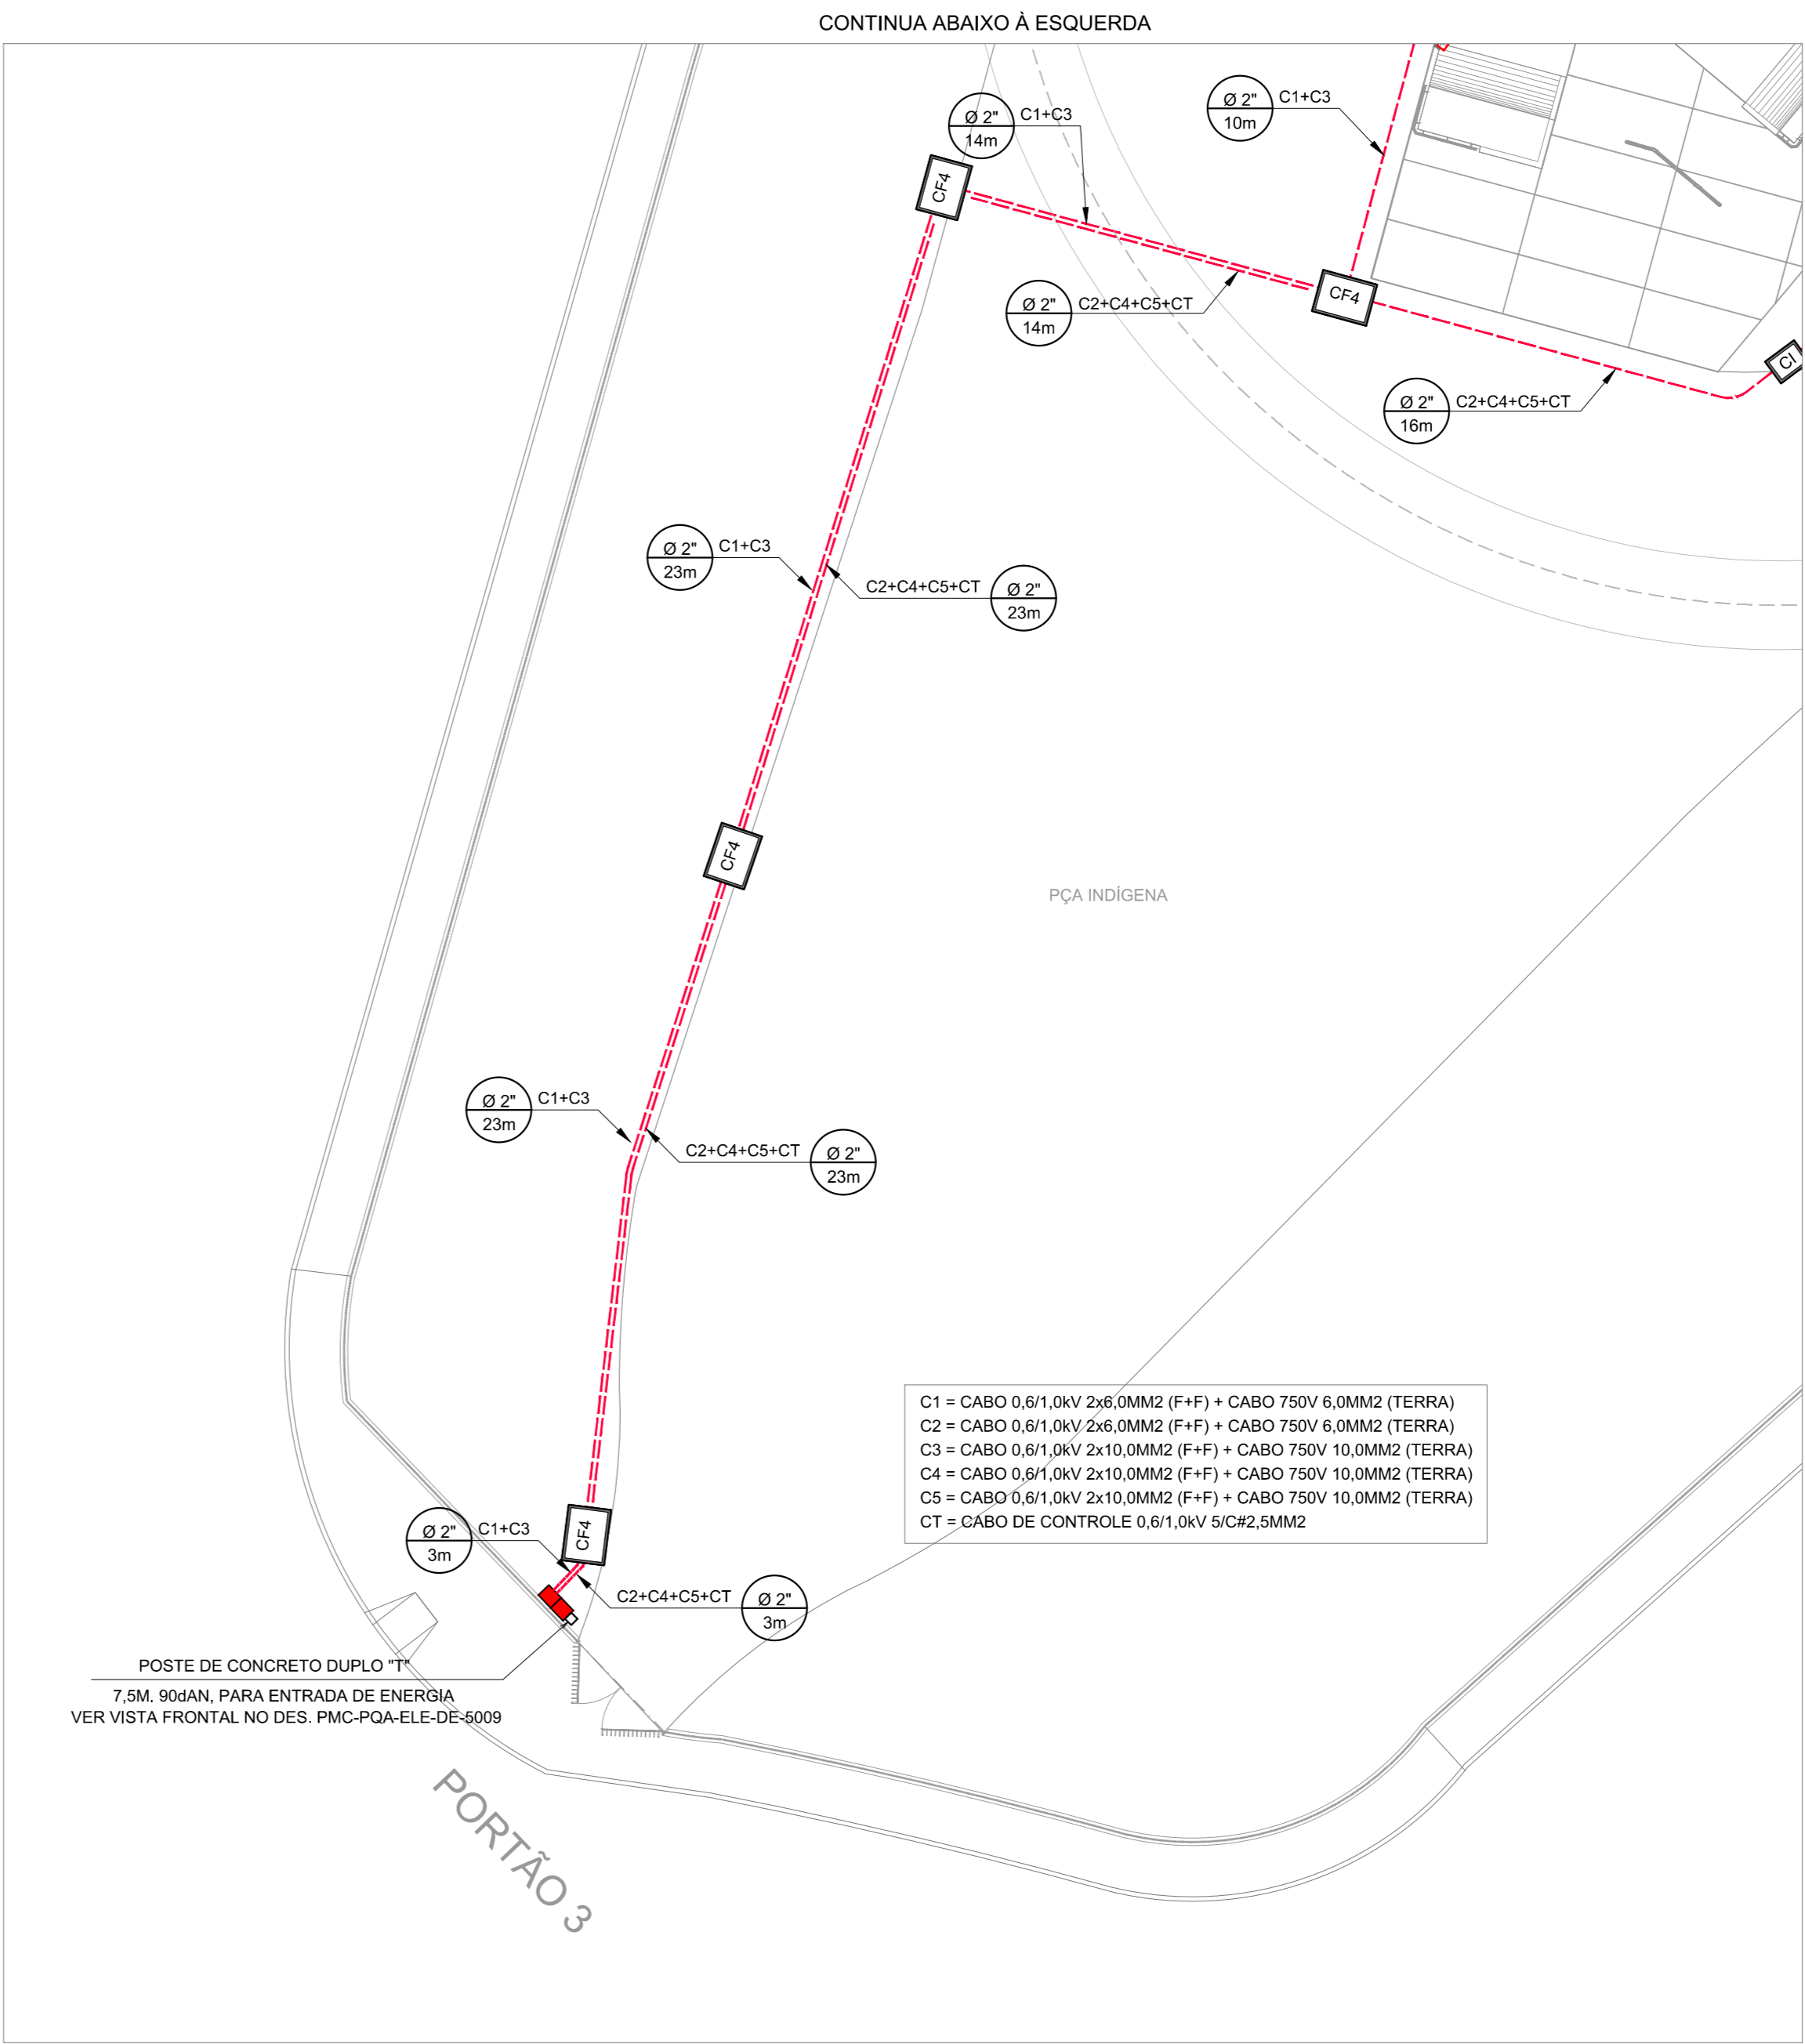 CONTINUA ABAIXO À ESQUERDA
Ø 2" C1+C3
10m
Ø 2" C1+C3
14m
CF4
CF4
Ø 2" C2+C4+C5+CT
14m
CI
Ø 2" C2+C4+C5+CT
16m
Ø 2" C1+C3
23m
C2+C4+C5+CT Ø 2"
23m
CF4
PÇA INDÍGENA
Ø 2" C1+C3
23m
C2+C4+C5+CT Ø 2"
23m
C1 = CABO 0,6/1,0kV 2x6,0MM2 (F+F) + CABO 750V 6,0MM2 (TERRA)
C2 = CABO 0,6/1,0kV 2x6,0MM2 (F+F) + CABO 750V 6,0MM2 (TERRA)
C3 = CABO 0,6/1,0kV 2x10,0MM2 (F+F) + CABO 750V 10,0MM2 (TERRA)
C4 = CABO 0,6/1,0kV 2x10,0MM2 (F+F) + CABO 750V 10,0MM2 (TERRA)
C5 = CABO 0,6/1,0kV 2x10,0MM2 (F+F) + CABO 750V 10,0MM2 (TERRA)
CT = CABO DE CONTROLE 0,6/1,0kV 5/C#2,5MM2
Ø 2" C1+C3
3m
CF4
C2+C4+C5+CT Ø 2"
3m
POSTE DE CONCRETO DUPLO "T"
7,5M, 90dAN, PARA ENTRADA DE ENERGIA
VER VISTA FRONTAL NO DES. PMC-PQA-ELE-DE-5009
PORTÃO 3